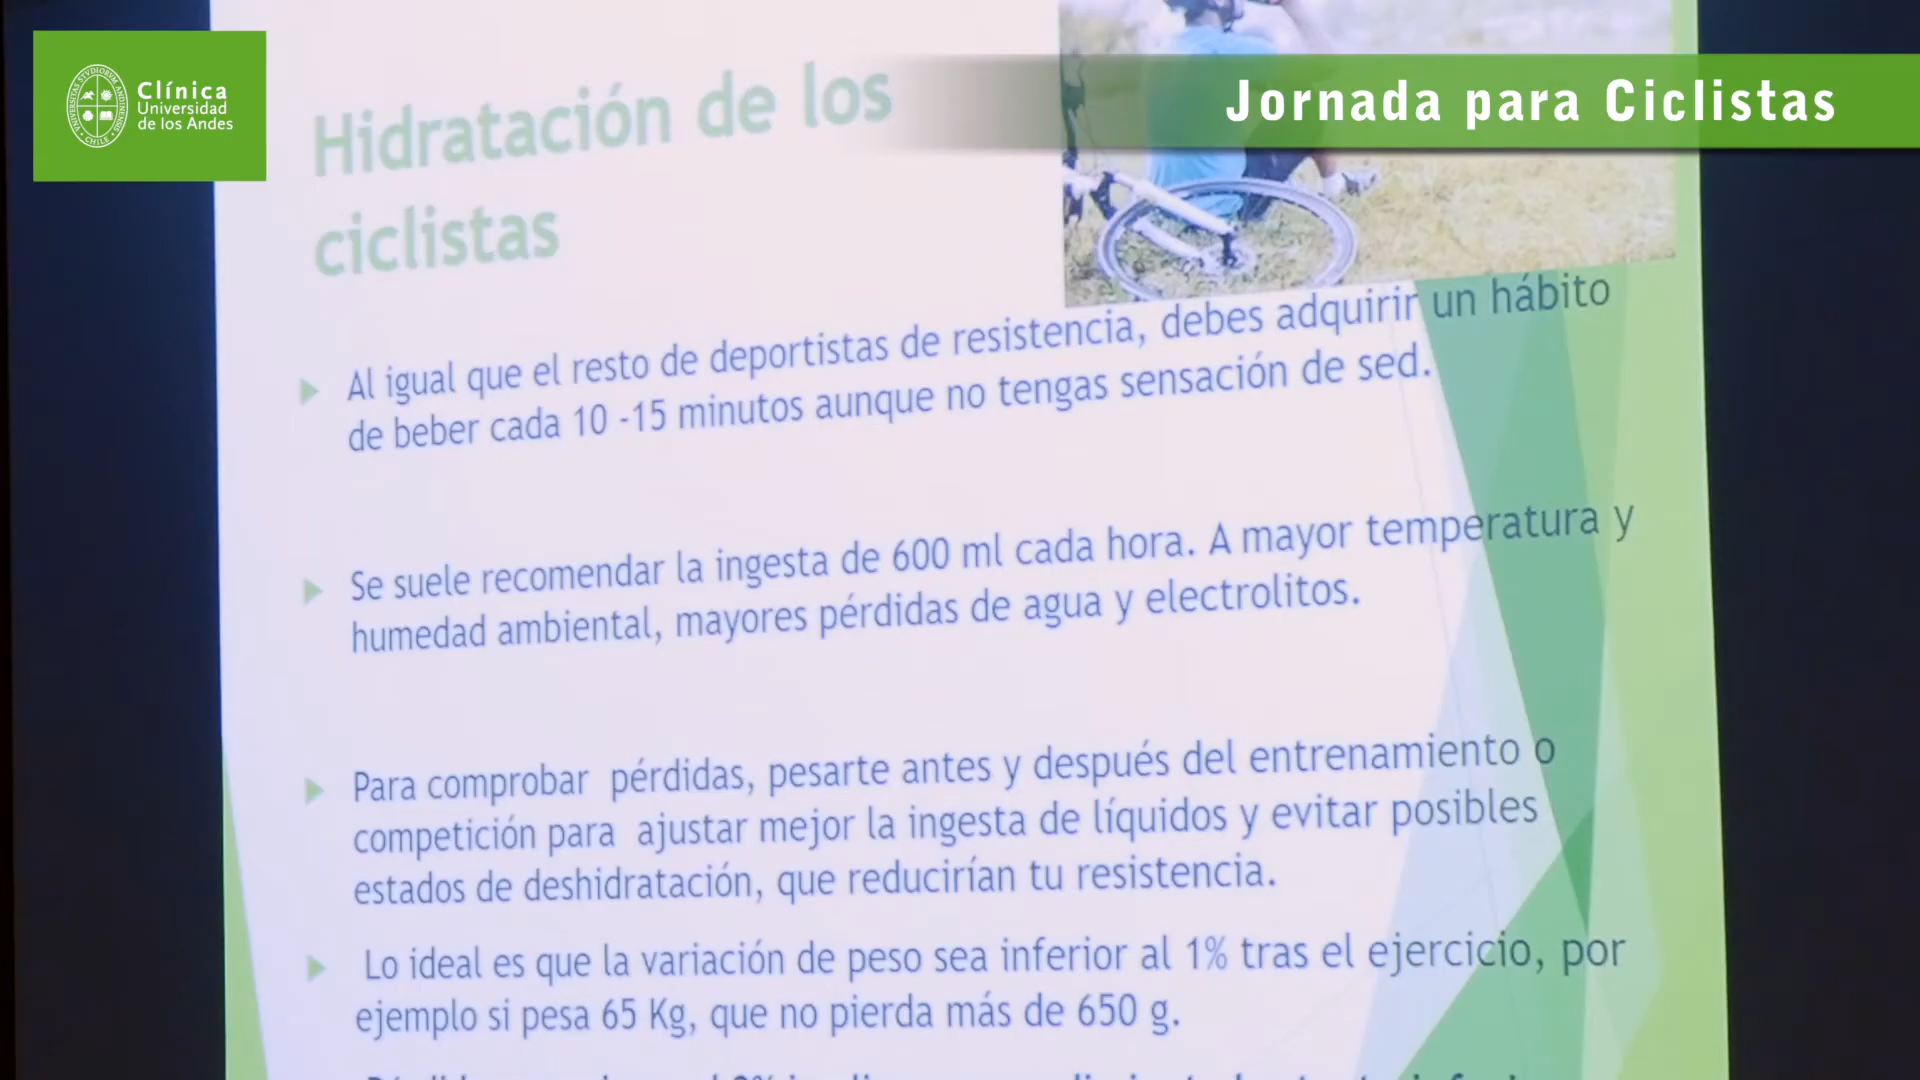 Clínica
Universidad
de los Andes
Jornada para Ciclistas
Hidratación de los
ciclistas
Al igual que el resto de deportistas de resistencia, debes adquirir un hábito
de beber cada 10 -15 minutos aunque no tengas sensación de sed.
Se suele recomendar la ingesta de 600 ml cada hora. A mayor temperatura y
humedad ambiental, mayores pérdidas de agua y electrolitos.
Para comprobar pérdidas, pesarte antes y después del entrenamiento o
competición para ajustar mejor la ingesta de líquidos y evitar posibles
estados de deshidratación, que reducirían tu resistencia.
Lo ideal es que la variación de peso sea inferior al 1% tras el ejercicio, por
ejemplo si pesa 65 Kg, que no pierda más de 650 g.